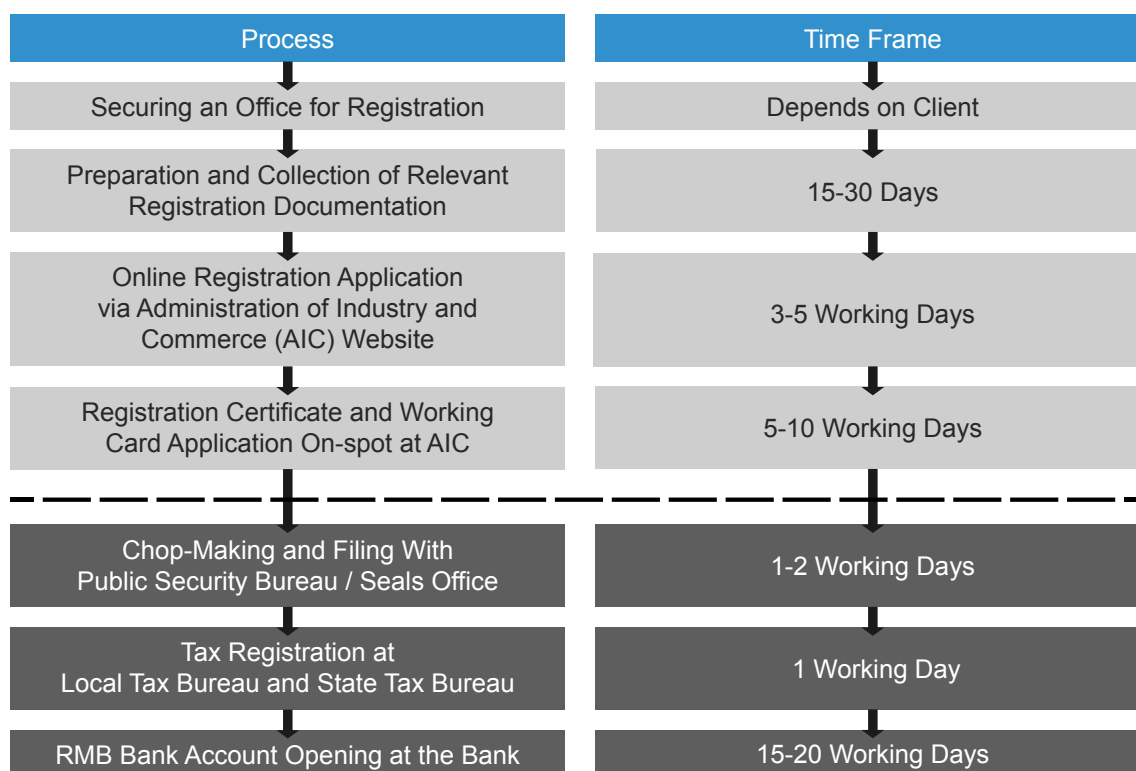 Process
Time Frame
Securing an Office for Registration
Depends on Client
Preparation and Collection of Relevant
Registration Documentation
15-30 Days
Online Registration Application
via Administration of Industry and
Commerce (AIC) Website
3-5 Working Days
Registration Certificate and Working
Card Application On-spot at AIC
5-10 Working Days
Chop-Making and Filing With
Public Security Bureau / Seals Office
1-2 Working Days
Tax Registration at
Local Tax Bureau and State Tax Bureau
1 Working Day
RMB Bank Account Opening at the Bank
15-20 Working Days